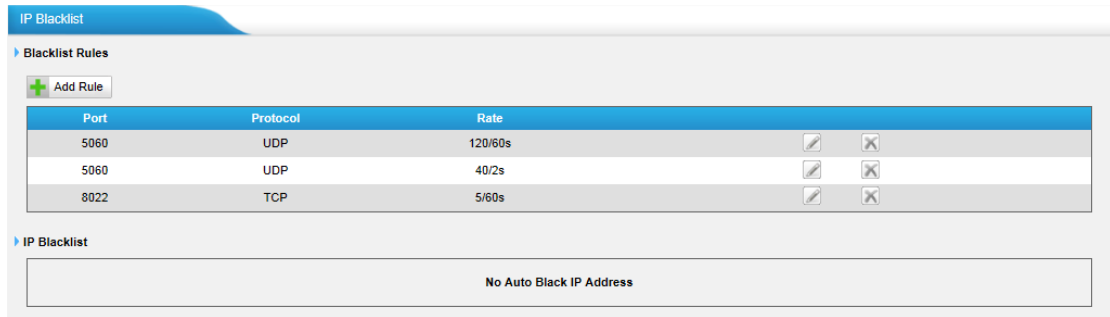 IP Blacklist
Blacklist Rules
Add Rule
Port Protocol Rate
5060 UDP 120/60s
5060 UDP 40/2s
8022 TCP 5/60s
IP Blacklist
No Auto Black IP Address